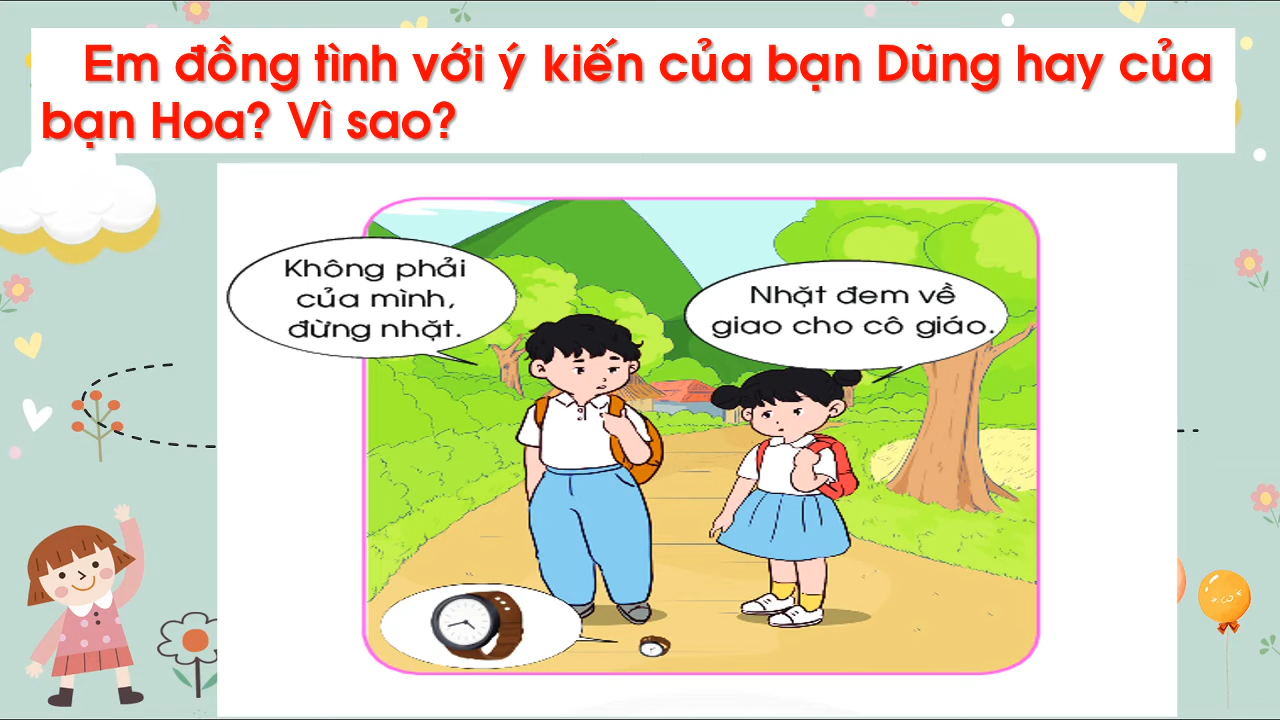 Em đồng tình với ý kiến của bạn Dũng hay của
bạn Hoa? Vì sao?
Không phải
của mình,
đừng nhặt.
Nhặt đem về
giao cho cô giáo.